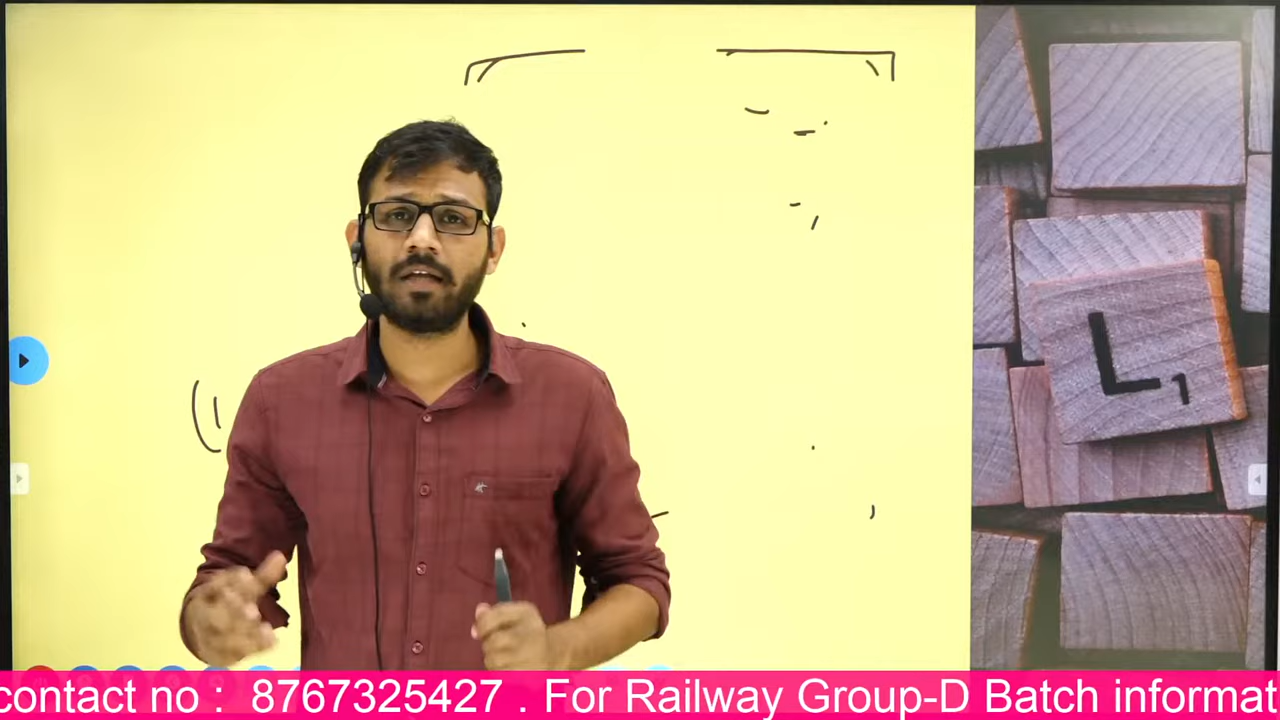 L1
contact no : 8767325427 . For Railway Group-D Batch informat